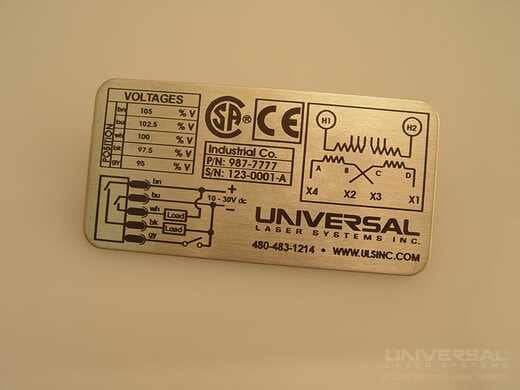 VOLTAGES
POSITION
bn 105 % V
bu 102.5 % V
wh 100 % V
bk 97.5 % V
gy 95 % V
SA ® CE
Industrial Co.
P/N: 987-7777
S/N: 123-0001-A
H1 H2
A B C D
X4 X2 X3 X1
bn
bu
wh
bk
gy
Load
Load
+
10 - 30V dc
-
UNIVERSAL
LASER SYSTEMS INC.
480-483-1214 • WWW.ULSINC.COM
UNIVERSAL
LASER SYSTEMS